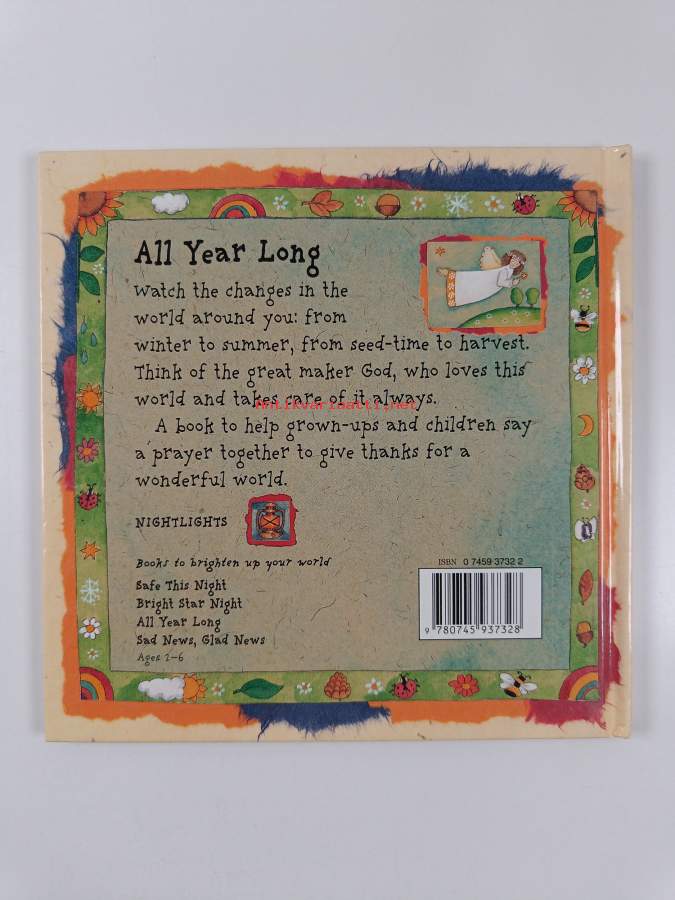 All Year Long
Watch the changes in the
world around you: from
winter to summer, from seed-time to harvest.
Think of the great maker God, who loves this
world and takes care of it always.
Antikvariaatti.net
A book to help grown-ups and children say
a prayer together to give thanks for a
wonderful world.
NIGHTLIGHTS
Books to brighten up your world
Safe This Night
Bright Star Night
All Year Long
Sad News, Glad News
Ages 2–6
ISBN 0 7459 3732 2
9 780745 937328